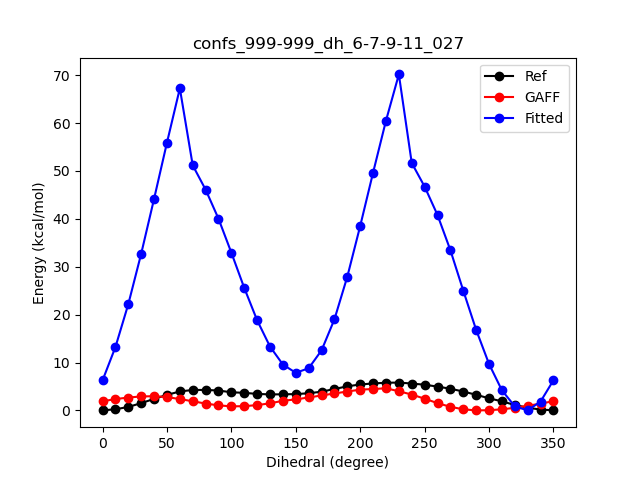 confs_999-999_dh_6-7-9-11_027
Ref
GAFF
Fitted
Energy (kcal/mol)
70
60
50
40
30
20
10
0
0 50 100 150 200 250 300 350
Dihedral (degree)